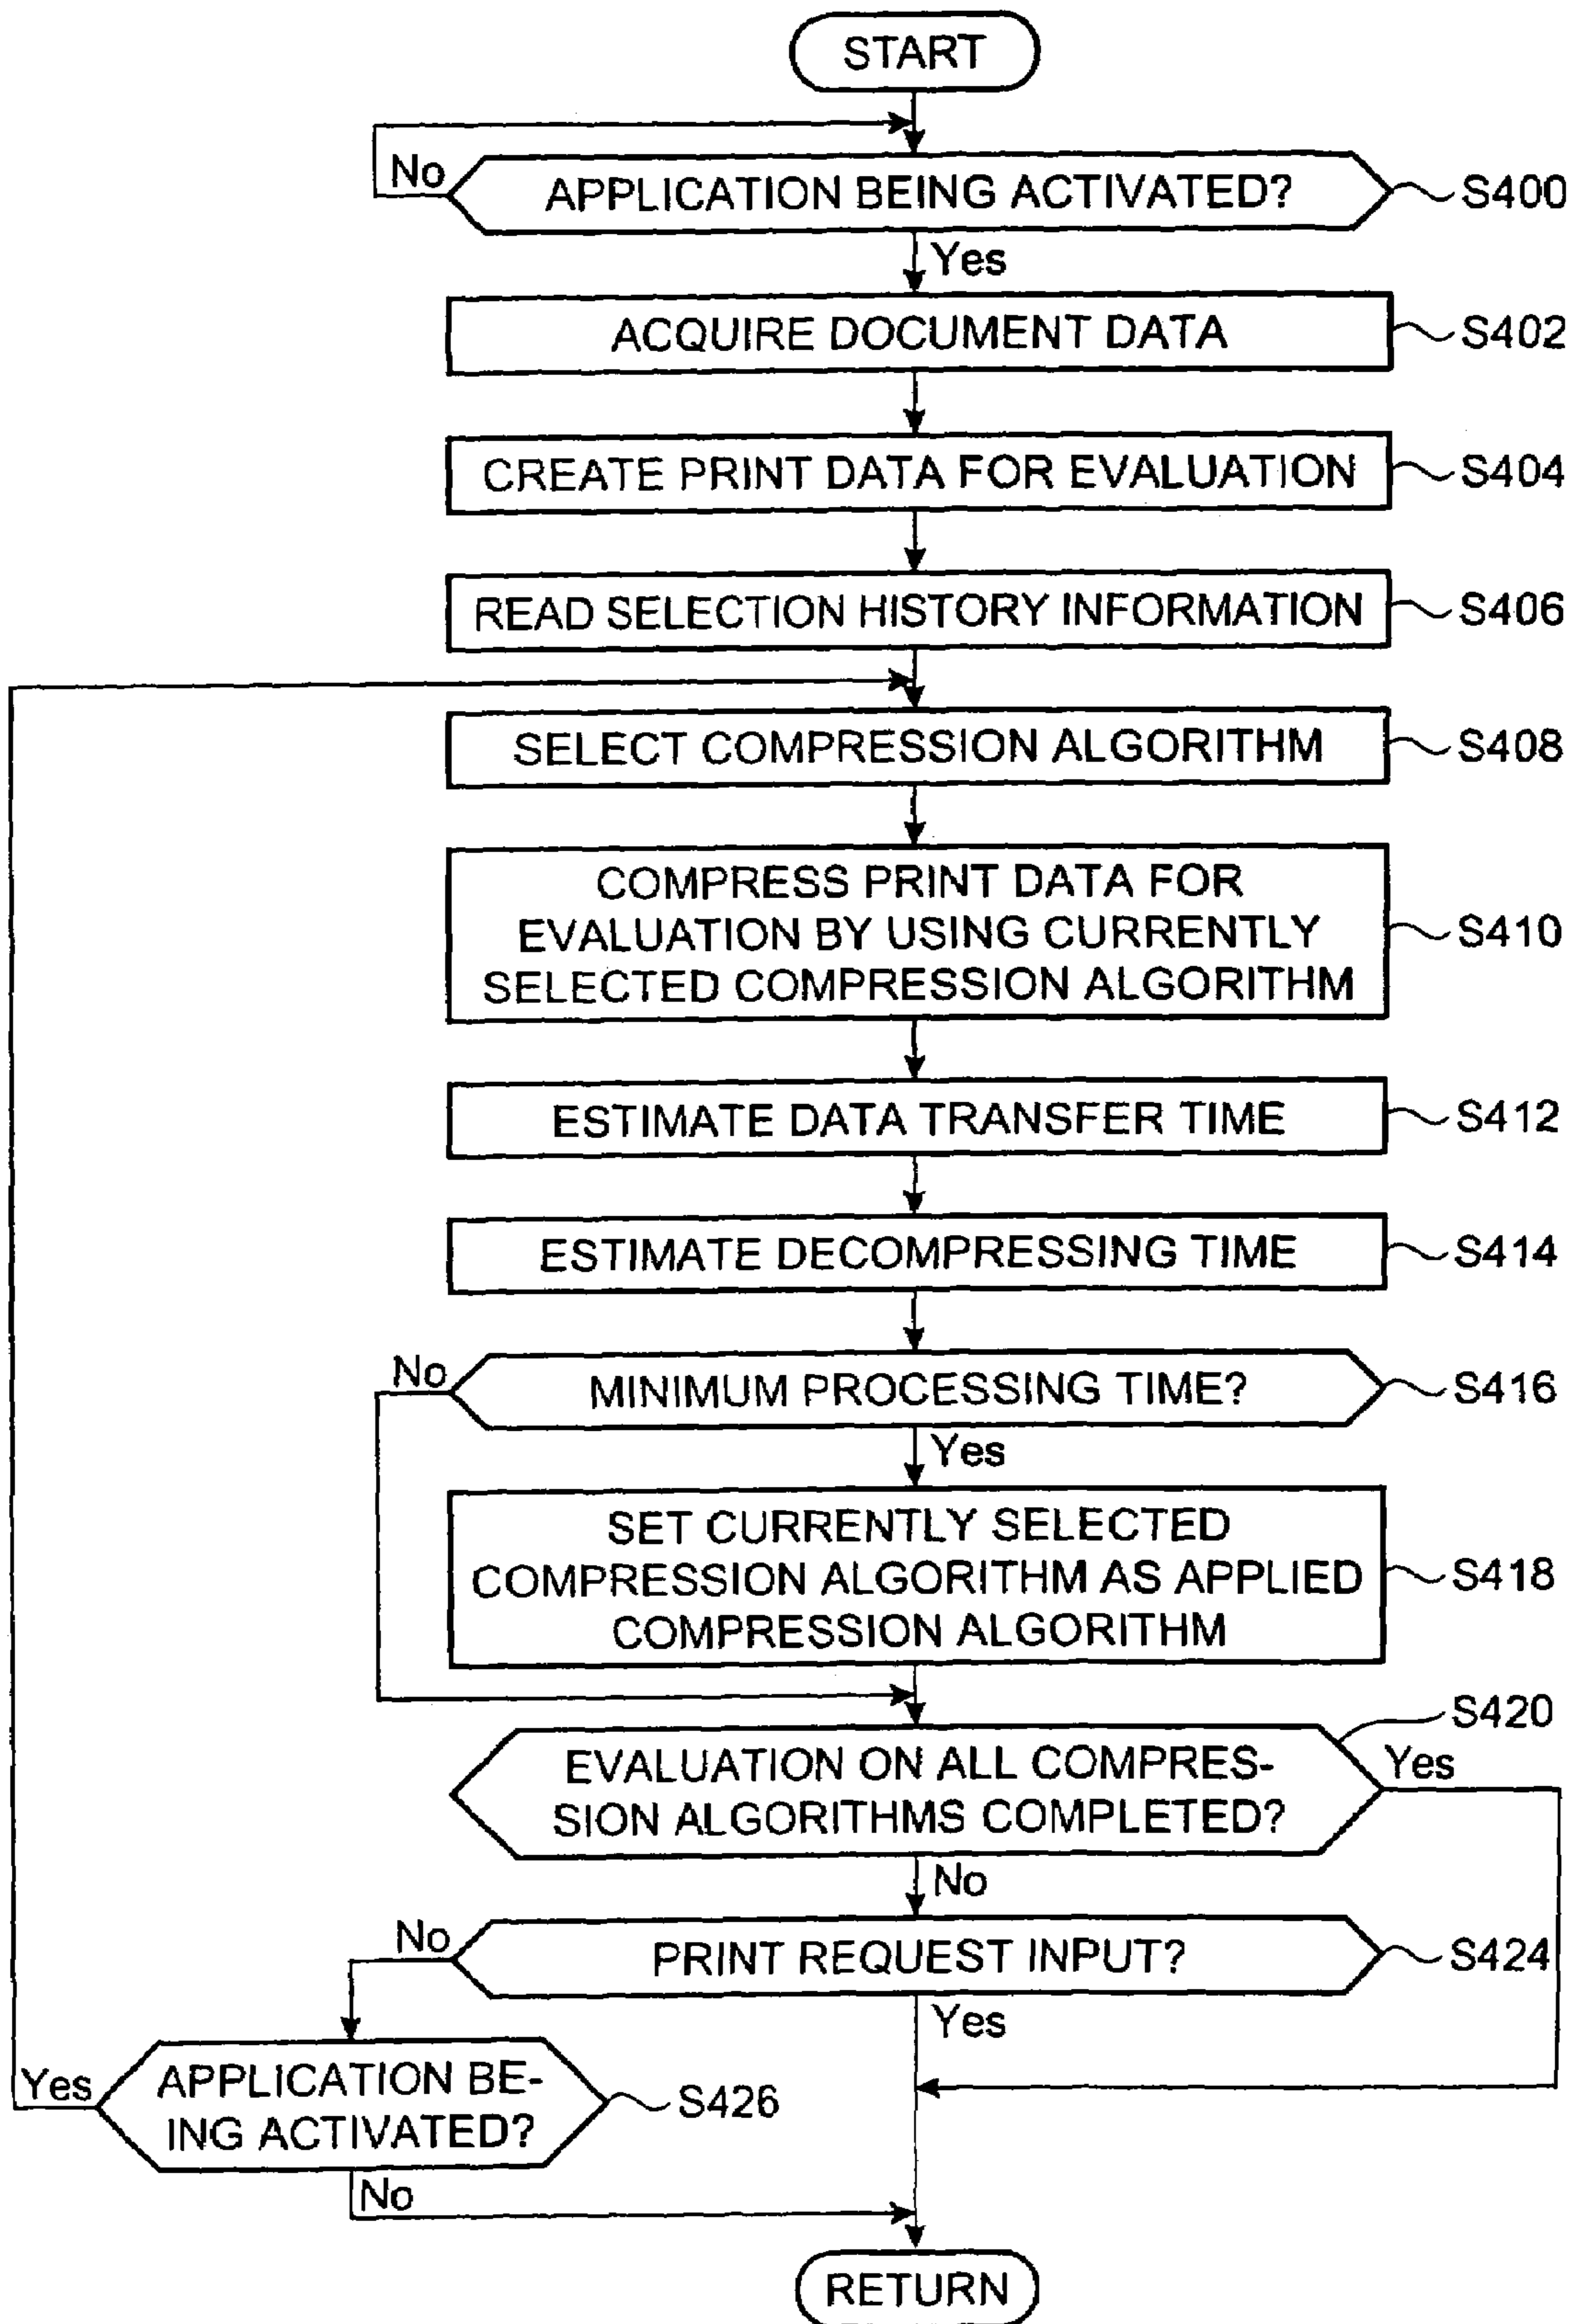 START
No
APPLICATION BEING ACTIVATED?
S400
Yes
ACQUIRE DOCUMENT DATA
S402
CREATE PRINT DATA FOR EVALUATION
S404
READ SELECTION HISTORY INFORMATION
S406
SELECT COMPRESSION ALGORITHM
S408
COMPRESS PRINT DATA FOR
EVALUATION BY USING CURRENTLY
SELECTED COMPRESSION ALGORITHM
S410
ESTIMATE DATA TRANSFER TIME
S412
ESTIMATE DECOMPRESSING TIME
S414
No
MINIMUM PROCESSING TIME?
S416
Yes
SET CURRENTLY SELECTED
COMPRESSION ALGORITHM AS APPLIED
COMPRESSION ALGORITHM
S418
S420
EVALUATION ON ALL COMPRES-
SION ALGORITHMS COMPLETED?
Yes
No
No
PRINT REQUEST INPUT?
S424
Yes
Yes
APPLICATION BE-
ING ACTIVATED?
S426
No
RETURN